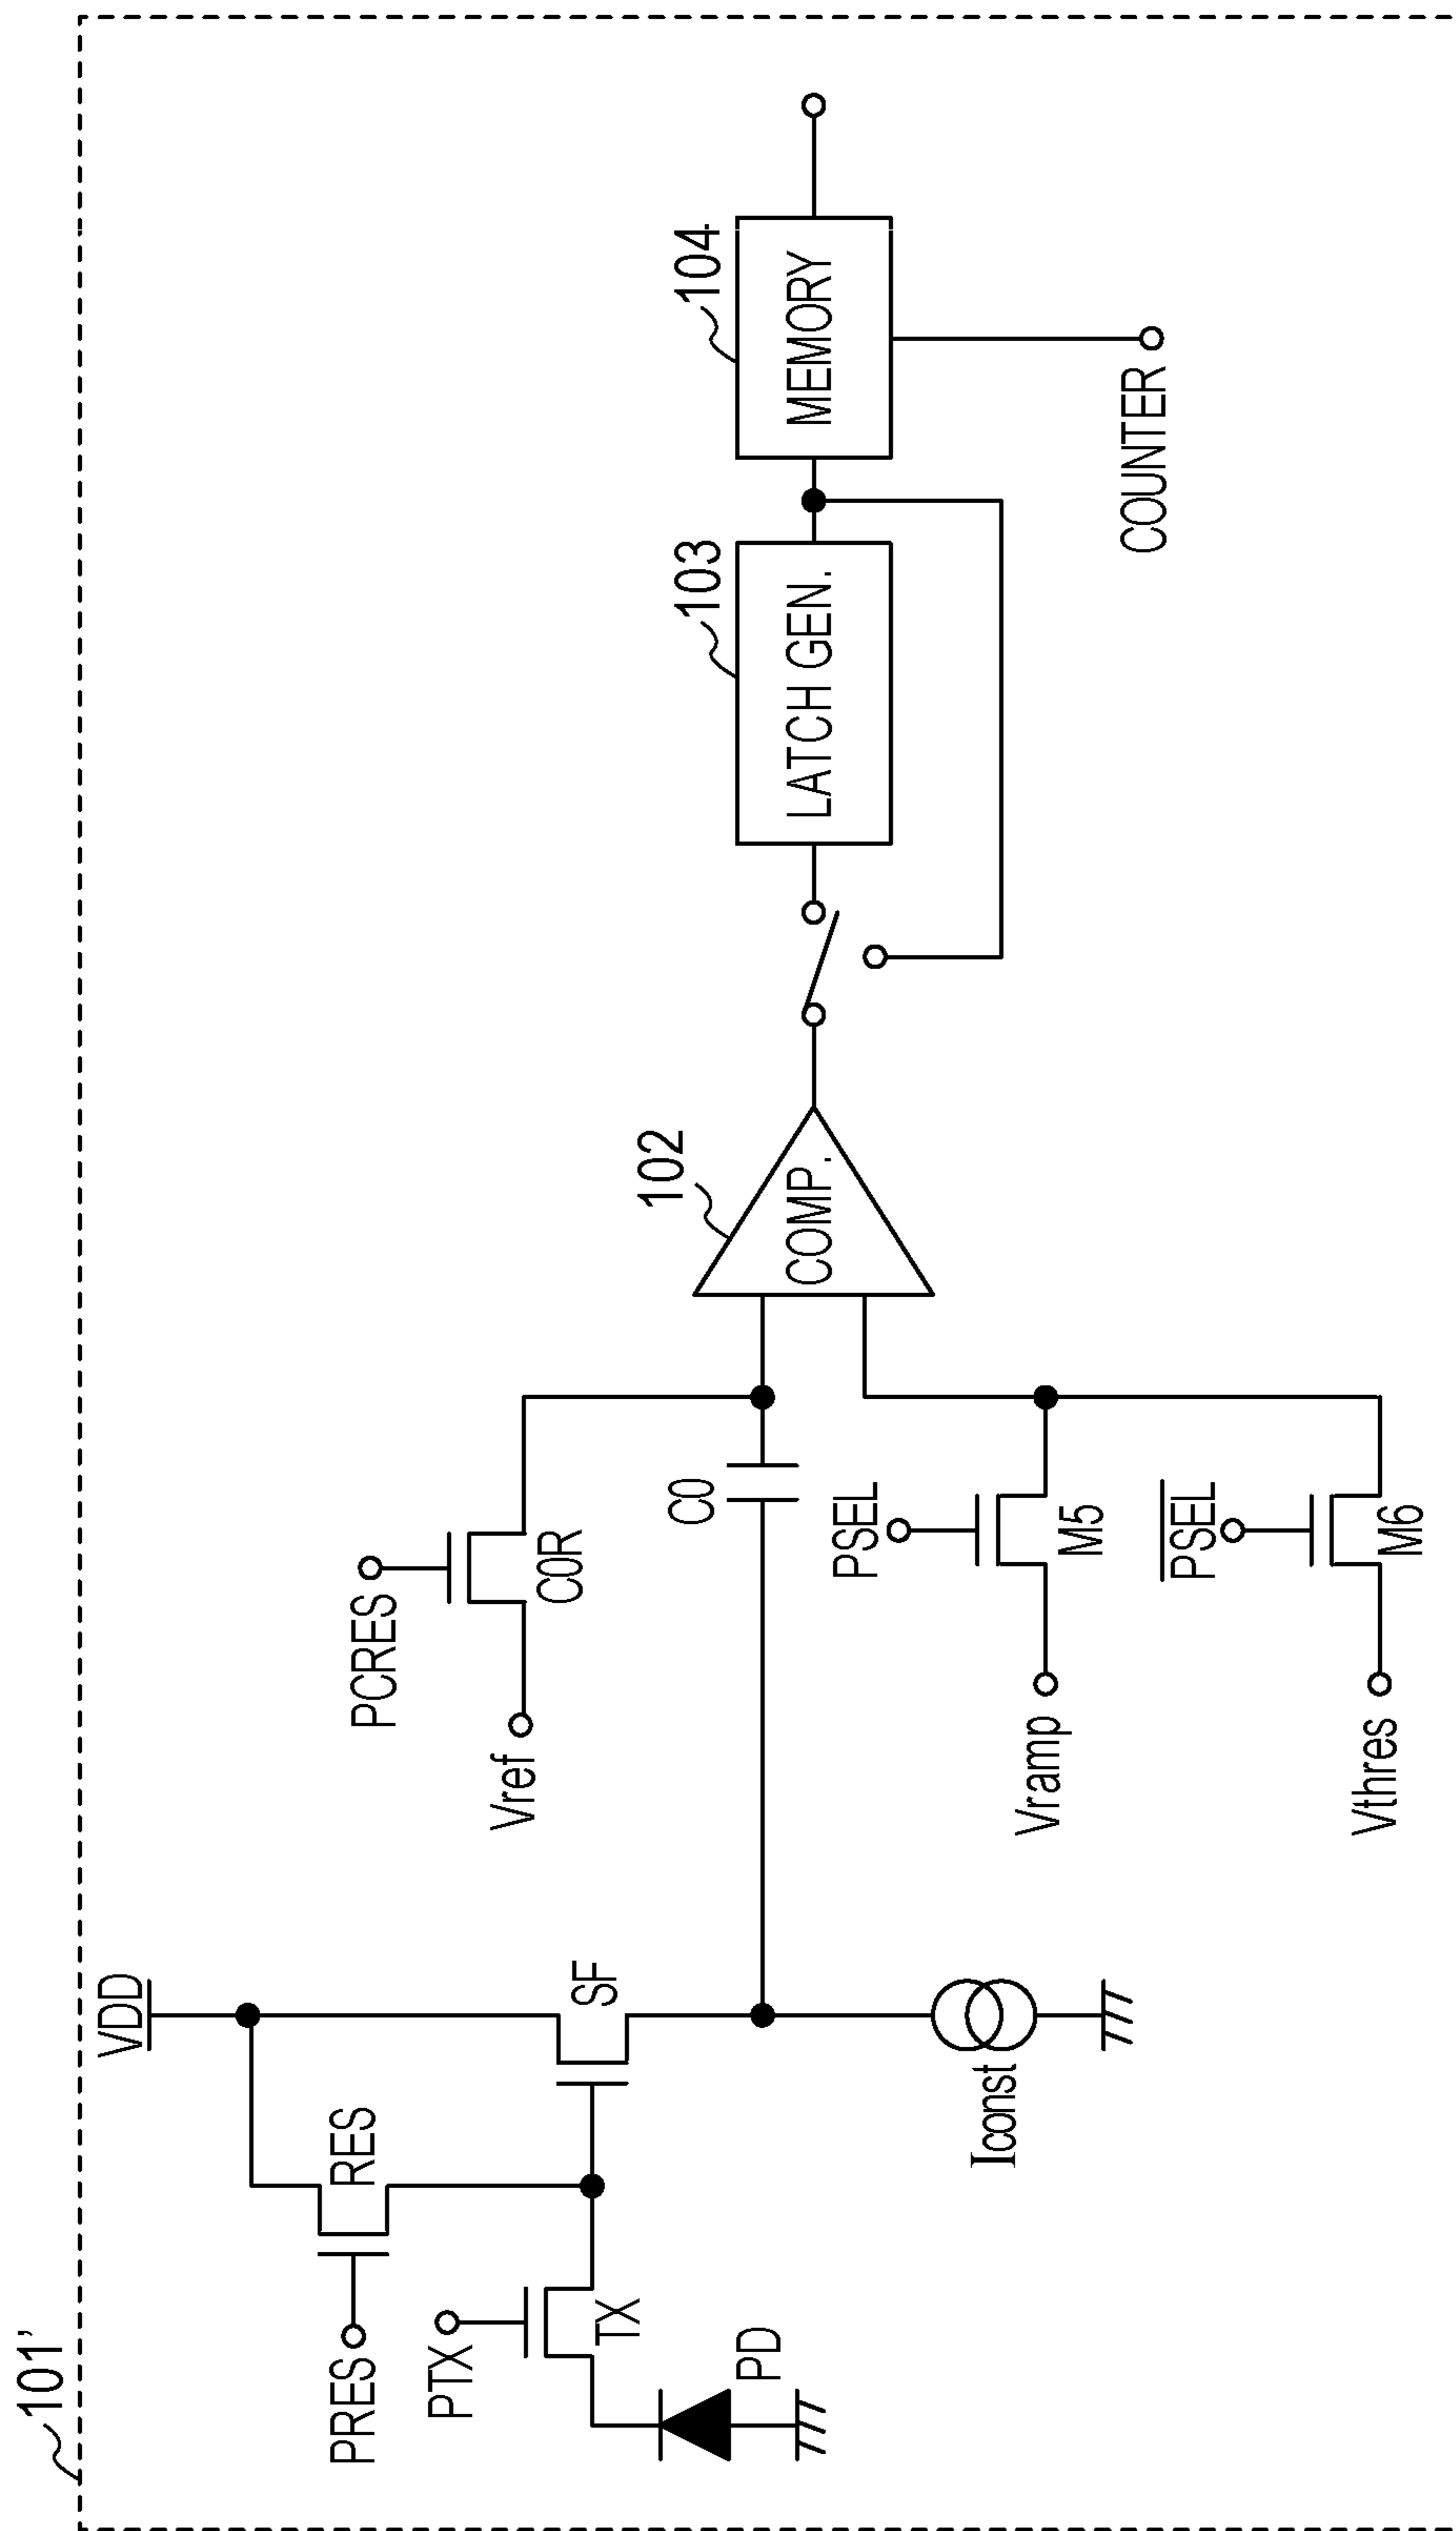 101'
VDD
PRES
RES
PTX
TX
PD
SF
Iconst
PCRES
Vref
COR
C0
PSEL
Vramp
M5
PSEL
Vthres
M6
102
COMP.
103
LATCH GEN.
104
MEMORY
COUNTER